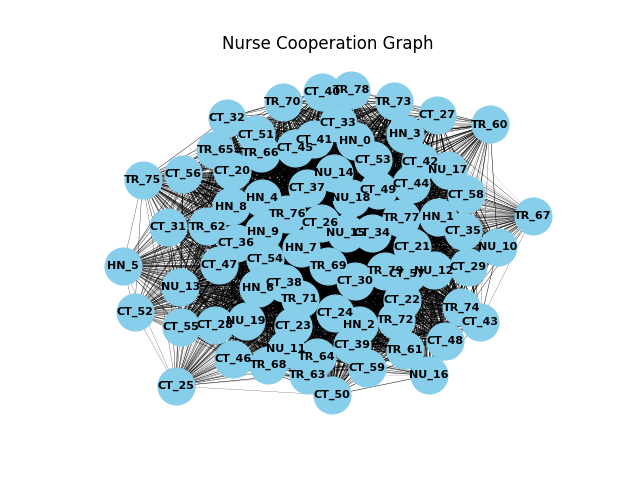 Nurse Cooperation Graph
CT_40
TR_78
TR_70
TR_73
CT_27
CT_32
CT_33
TR_60
CT_51
HN_3
CT_41
HN_0
CT_45
TR_65
TR_66
CT_53
CT_42
NU_17
CT_20
NU_14
CT_56
TR_75
CT_44
CT_37
CT_49
CT_58
HN_4
NU_18
HN_8
TR_76
TR_67
HN_1
TR_77
CT_26
CT_31
TR_62
CT_35
HN_9
NU_15
CT_34
CT_36
CT_21
NU_10
HN_7
CT_54
CT_47
HN_5
TR_69
CT_29
TR_79
NU_12
CT_30
CT_38
NU_13
HN_6
TR_71
CT_22
TR_74
CT_52
CT_24
TR_72
NU_19
CT_43
CT_28
CT_23
HN_2
CT_55
CT_48
CT_39
NU_11
TR_61
TR_64
CT_46
TR_68
CT_59
TR_63
NU_16
CT_25
CT_50